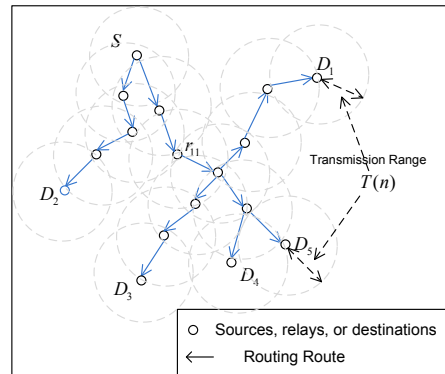 S
D₁
r₁₁
Transmission Range
T(n)
D₂
D₅
D₄
D₃
Sources, relays, or destinations
Routing Route